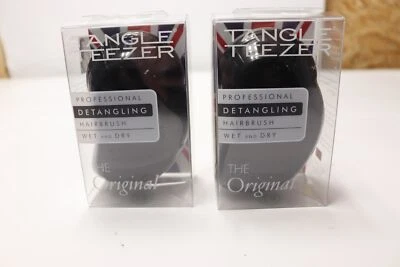 TANGLE
TEEZER
PROFESSIONAL
DETANGLING
HAIRBRUSH
WET AND DRY
THE
Original
TANGLE
TEEZER
PROFESSIONAL
DETANGLING
HAIRBRUSH
WET AND DRY
THE
Original